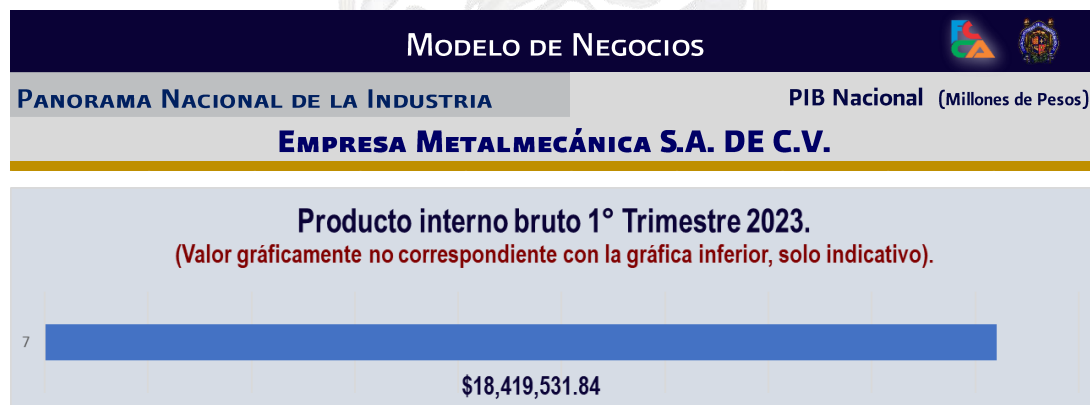 Modelo de Negocios
FCCA
Panorama Nacional de la Industria
PIB Nacional (Millones de Pesos)
Empresa Metalmecánica S.A. DE C.V.
Producto interno bruto 1° Trimestre 2023.
(Valor gráficamente no correspondiente con la gráfica inferior, solo indicativo).
7
$18,419,531.84